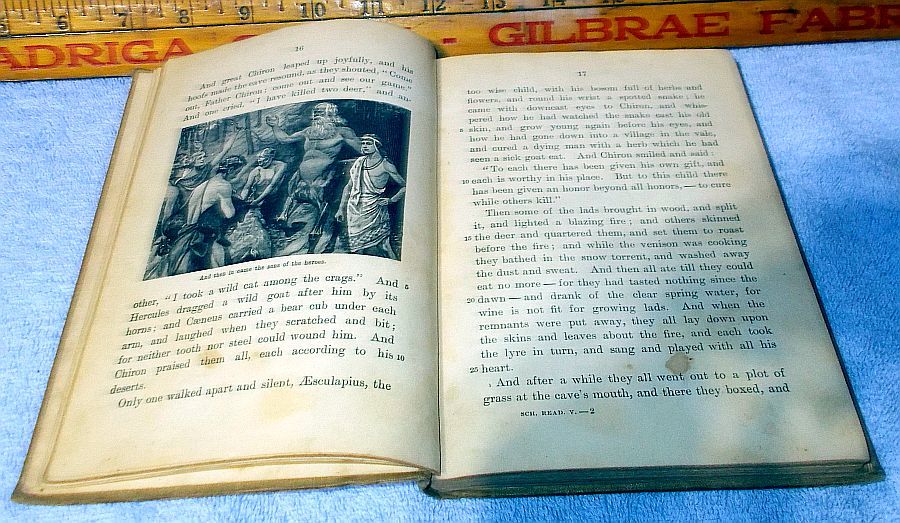 6 7 8 9 10 11 12
ADRIGA GILBRAE FABR
16
And great Chiron leaped up joyfully, and his
hoofs made the cave resound, as they shouted, "Come
out, Father Chiron; come out and see our game."
And one cried, "I have killed two deer," and an-
And then in came the sons of the heroes.
other, "I took a wild cat among the crags." And 5
Hercules dragged a wild goat after him by its
horns; and Cæneus carried a bear cub under each
arm, and laughed when they scratched and bit;
for neither tooth nor steel could wound him. And
Chiron praised them all, each according to his 10
deserts.
Only one walked apart and silent, Æsculapius, the
17
too wise child, with his bosom full of herbs and
flowers, and round his wrist a spotted snake; he
came with downcast eyes to Chiron, and whis-
pered how he had watched the snake cast his old
5 skin, and grow young again before his eyes, and
how he had gone down into a village in the vale,
and cured a dying man with a herb which he had
seen a sick goat eat. And Chiron smiled and said:
"To each there has been given his own gift, and
10 each is worthy in his place. But to this child there
has been given an honor beyond all honors,—to cure
while others kill."
Then some of the lads brought in wood, and split
it, and lighted a blazing fire; and others skinned
15 the deer and quartered them, and set them to roast
before the fire; and while the venison was cooking
they bathed in the snow torrent, and washed away
the dust and sweat. And then all ate till they could
eat no more—for they had tasted nothing since the
20 dawn—and drank of the clear spring water, for
wine is not fit for growing lads. And when the
remnants were put away, they all lay down upon
the skins and leaves about the fire, and each took
the lyre in turn, and sang and played with all his
25 heart.
And after a while they all went out to a plot of
grass at the cave's mouth, and there they boxed, and
SCH. READ. V.—2